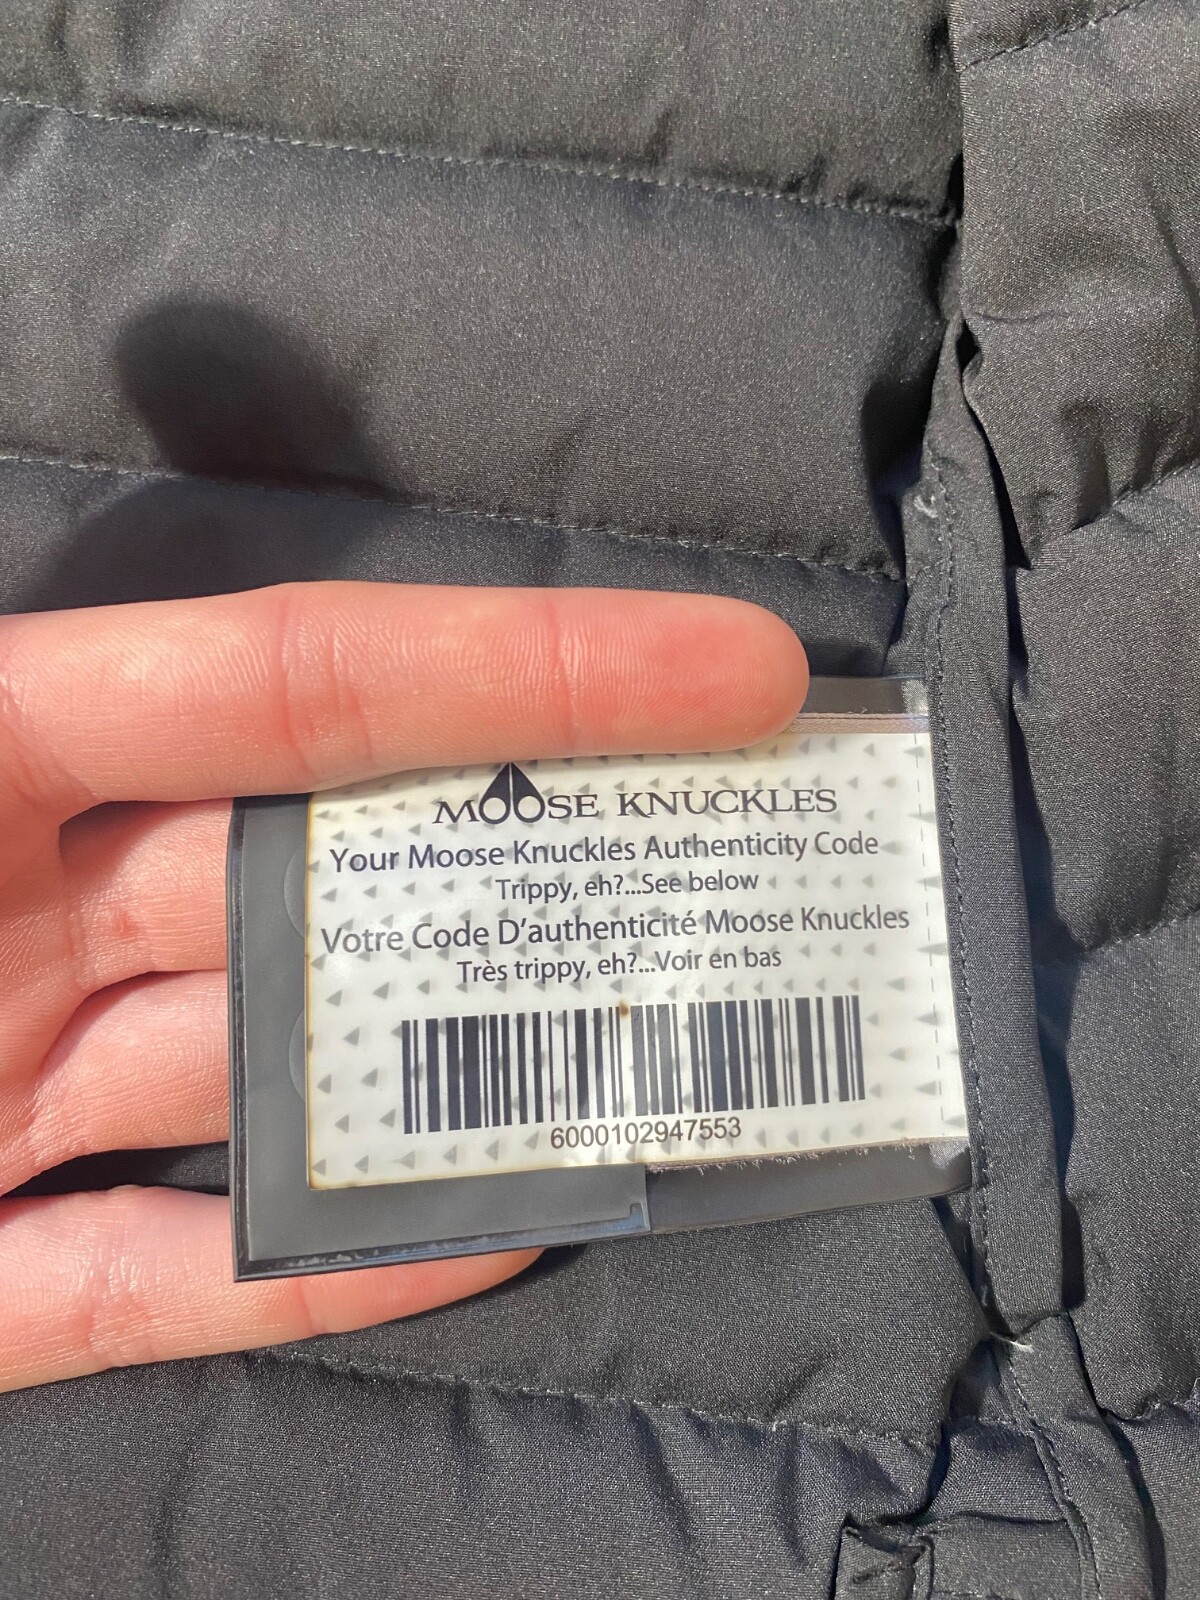 MOOSE KNUCKLES
Your Moose Knuckles Authenticity Code
Trippy, eh?...See below
Votre Code D'authenticité Moose Knuckles
Très trippy, eh?...Voir en bas
6000102947553